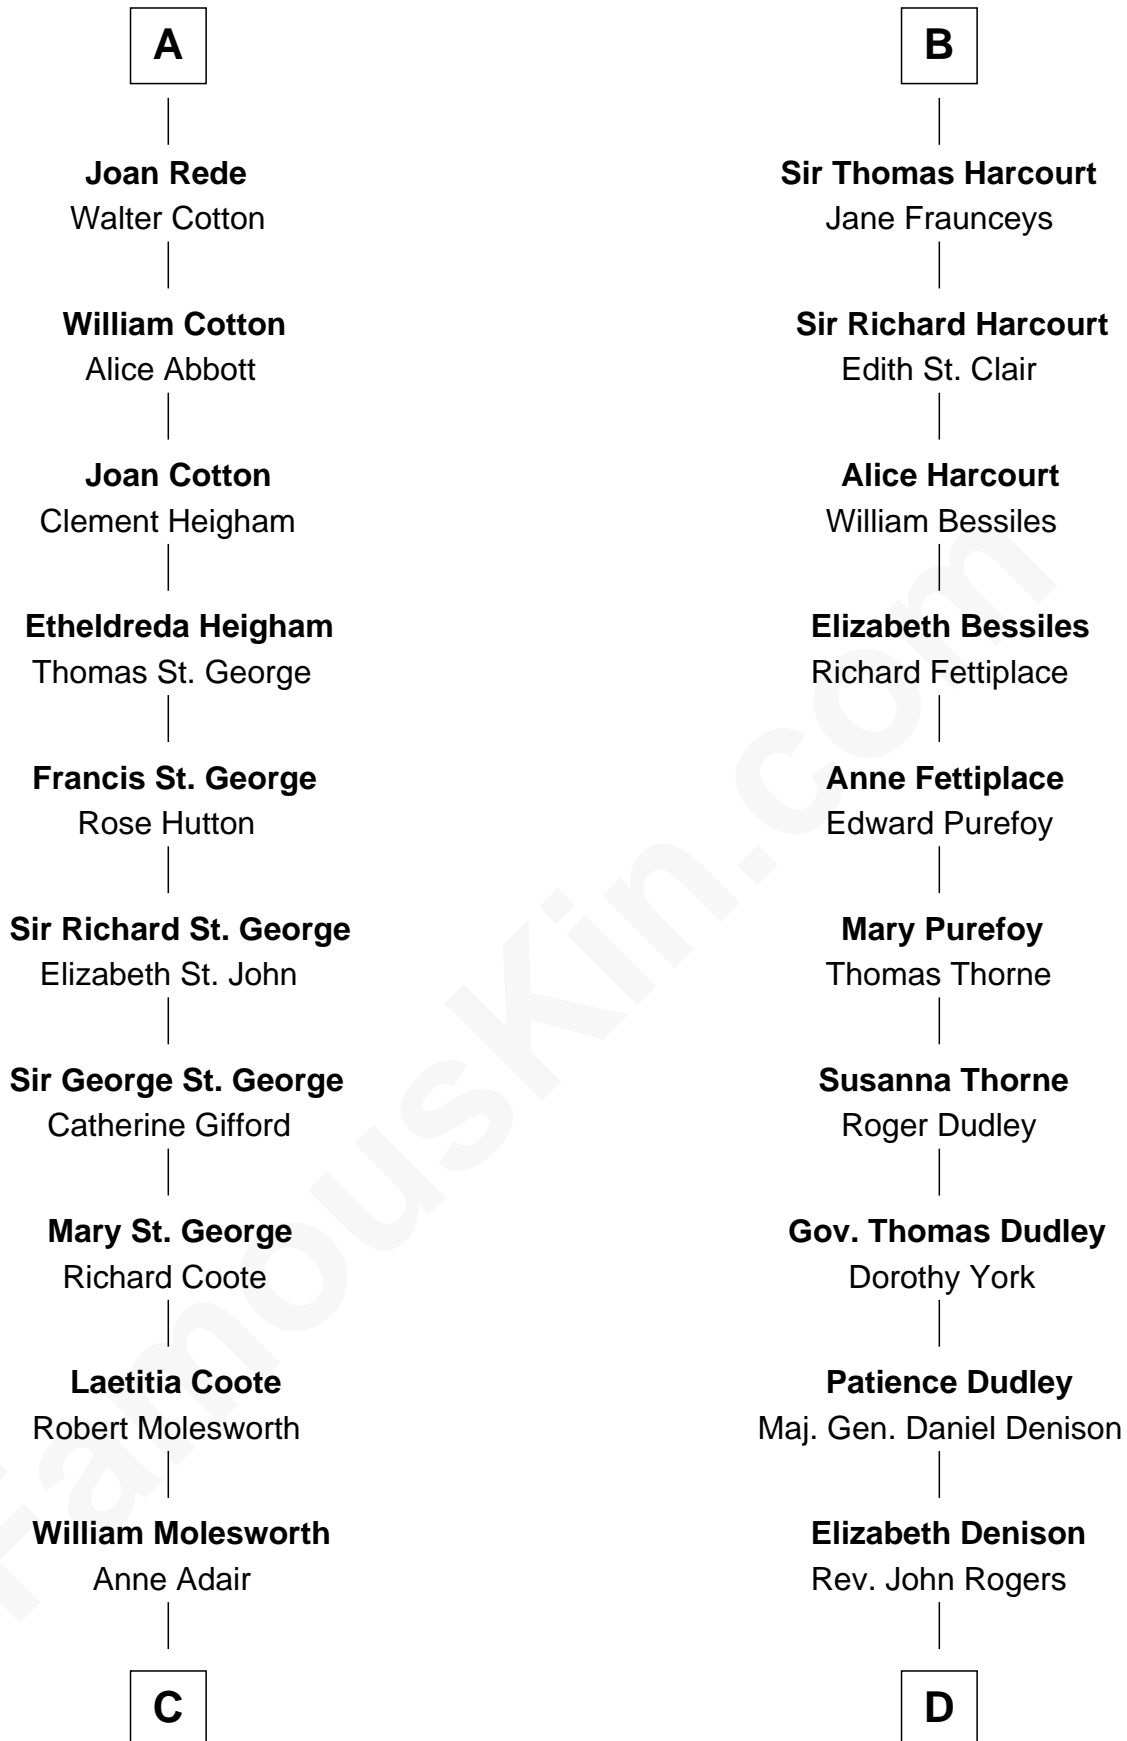 A
Joan Rede
Walter Cotton
William Cotton
Alice Abbott
Joan Cotton
Clement Heigham
Etheldreda Heigham
Thomas St. George
Francis St. George
Rose Hutton
Sir Richard St. George
Elizabeth St. John
Sir George St. George
Catherine Gifford
Mary St. George
Richard Coote
Laetitia Coote
Robert Molesworth
William Molesworth
Anne Adair
C
B
Sir Thomas Harcourt
Jane Fraunceys
Sir Richard Harcourt
Edith St. Clair
Alice Harcourt
William Bessiles
Elizabeth Bessiles
Richard Fettiplace
Anne Fettiplace
Edward Purefoy
Mary Purefoy
Thomas Thorne
Susanna Thorne
Roger Dudley
Gov. Thomas Dudley
Dorothy York
Patience Dudley
Maj. Gen. Daniel Denison
Elizabeth Denison
Rev. John Rogers
D
FamousKin.com